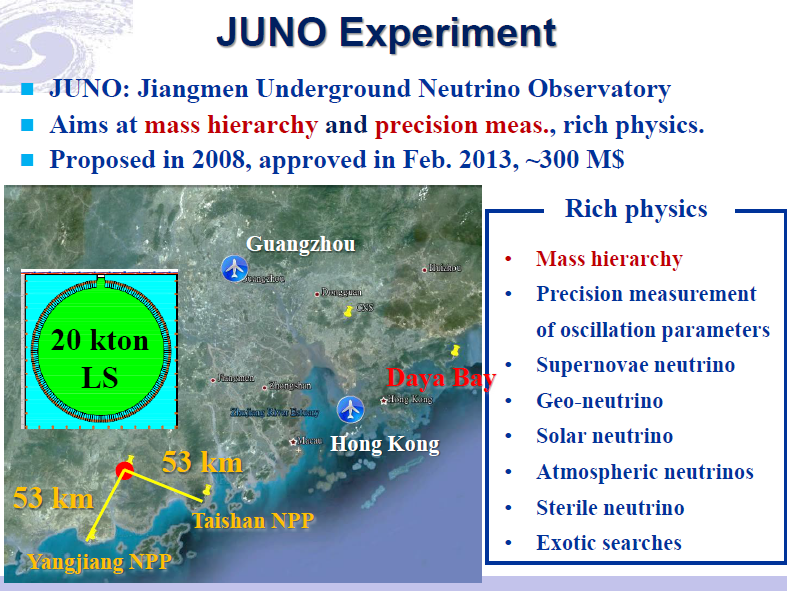 JUNO Experiment
JUNO: Jiangmen Underground Neutrino Observatory
Aims at mass hierarchy and precision meas., rich physics.
Proposed in 2008, approved in Feb. 2013, ~300 M$
Guangzhou
Guangzhou
Huizhou
Dongguan
CNS
20 kton
LS
Daya Bay
Jiangmen
Zhongshan
Hong Kong
Zhujiang River Estuary
Macau
Hong Kong
53 km
53 km
Taishan NPP
Yangjiang NPP
Rich physics
• Mass hierarchy
• Precision measurement
of oscillation parameters
• Supernovae neutrino
• Geo-neutrino
• Solar neutrino
• Atmospheric neutrinos
• Sterile neutrino
• Exotic searches